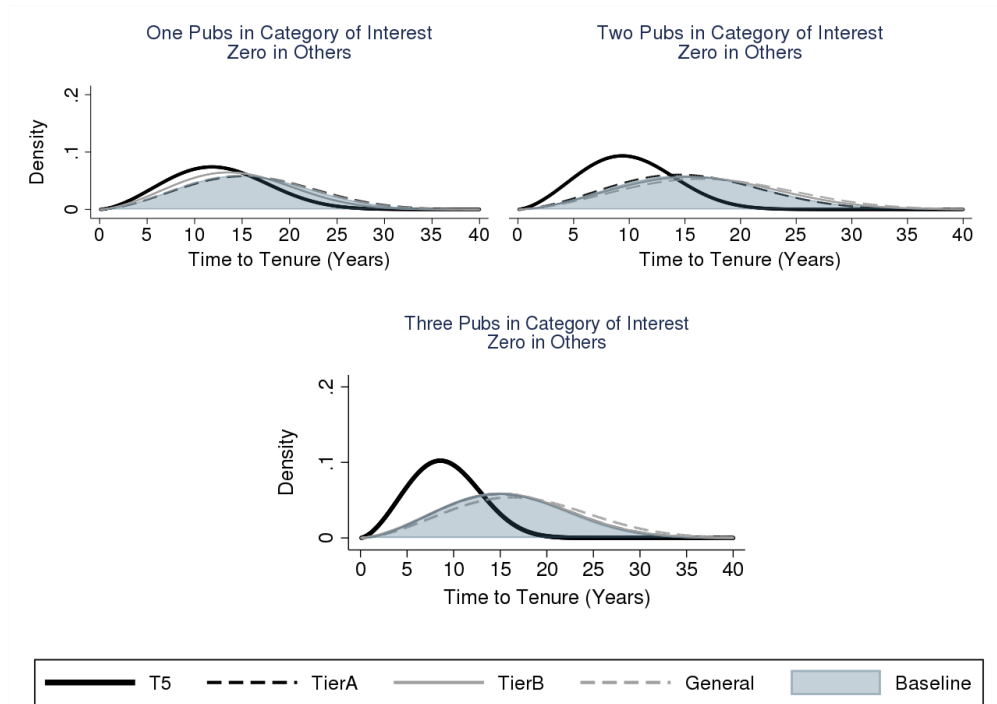 One Pubs in Category of Interest
Zero in Others
Density
0 .1 .2
0 5 10 15 20 25 30 35 40
Time to Tenure (Years)
Two Pubs in Category of Interest
Zero in Others
0 5 10 15 20 25 30 35 40
Time to Tenure (Years)
Three Pubs in Category of Interest
Zero in Others
Density
0 .1 .2
0 5 10 15 20 25 30 35 40
Time to Tenure (Years)
T5 TierA TierB General Baseline